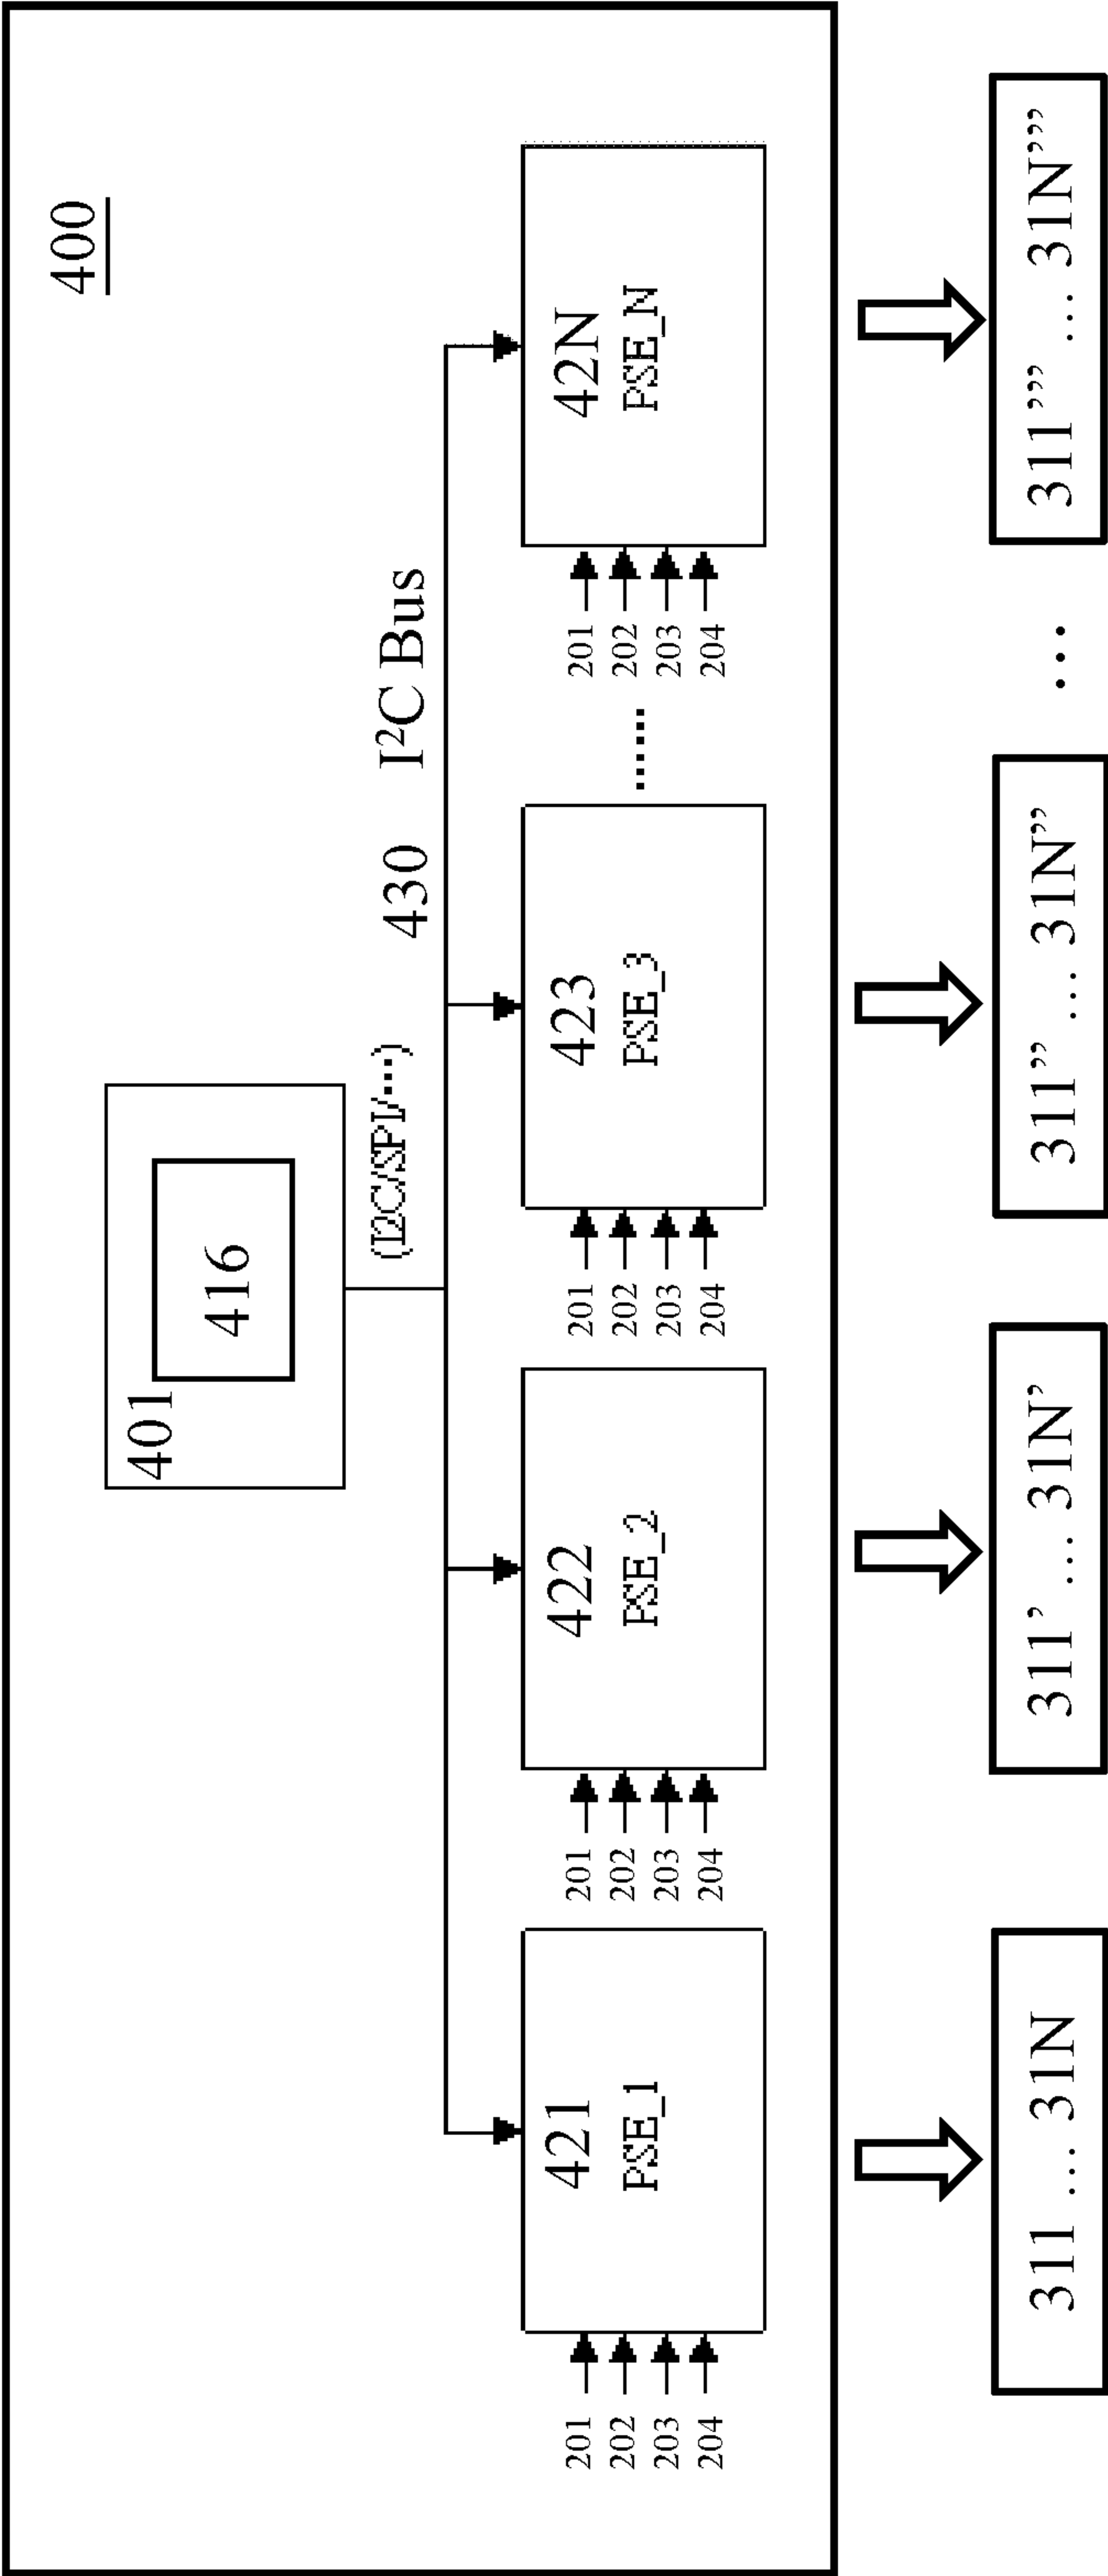 400
401
416
(I2C/SPI/…)
430 I²C Bus
421
PSE_1
422
PSE_2
423
PSE_3
......
42N
PSE_N
201
202
203
204
201
202
203
204
201
202
203
204
201
202
203
204
311 … 31N
311’ … 31N’
311” … 31N”
…
311”’ … 31N”’